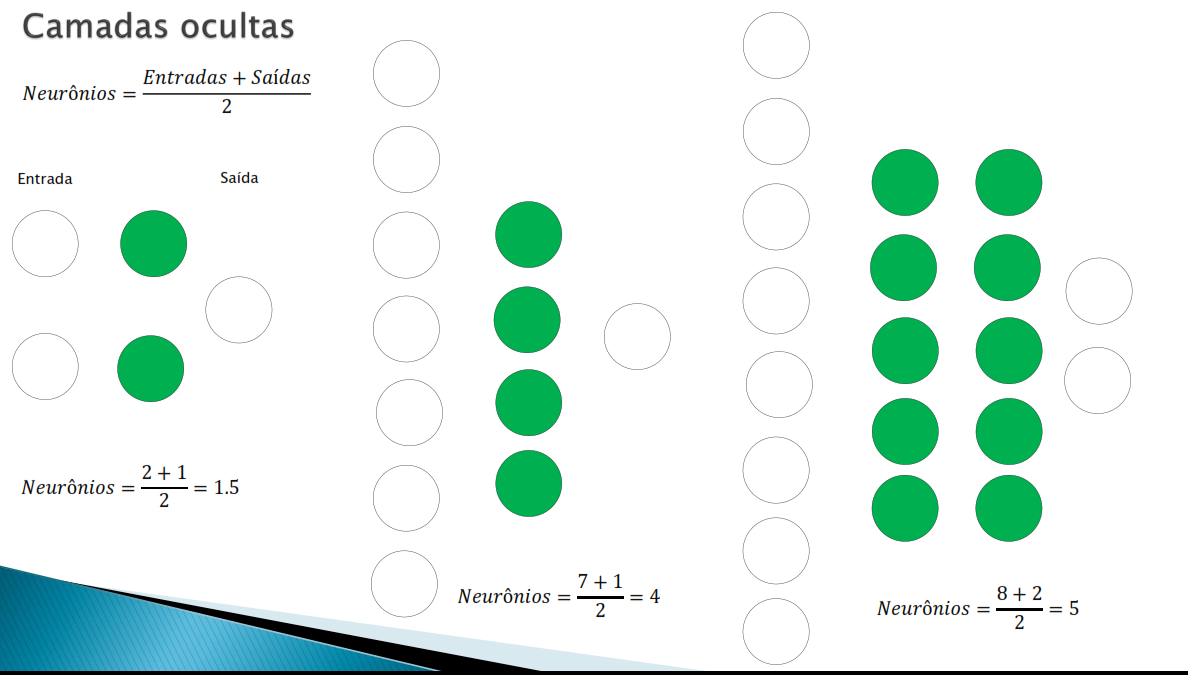 Camadas ocultas
Neurônios = Entradas + Saídas / 2
Entrada
Saída
Neurônios = 2 + 1 / 2 = 1.5
Neurônios = 7 + 1 / 2 = 4
Neurônios = 8 + 2 / 2 = 5